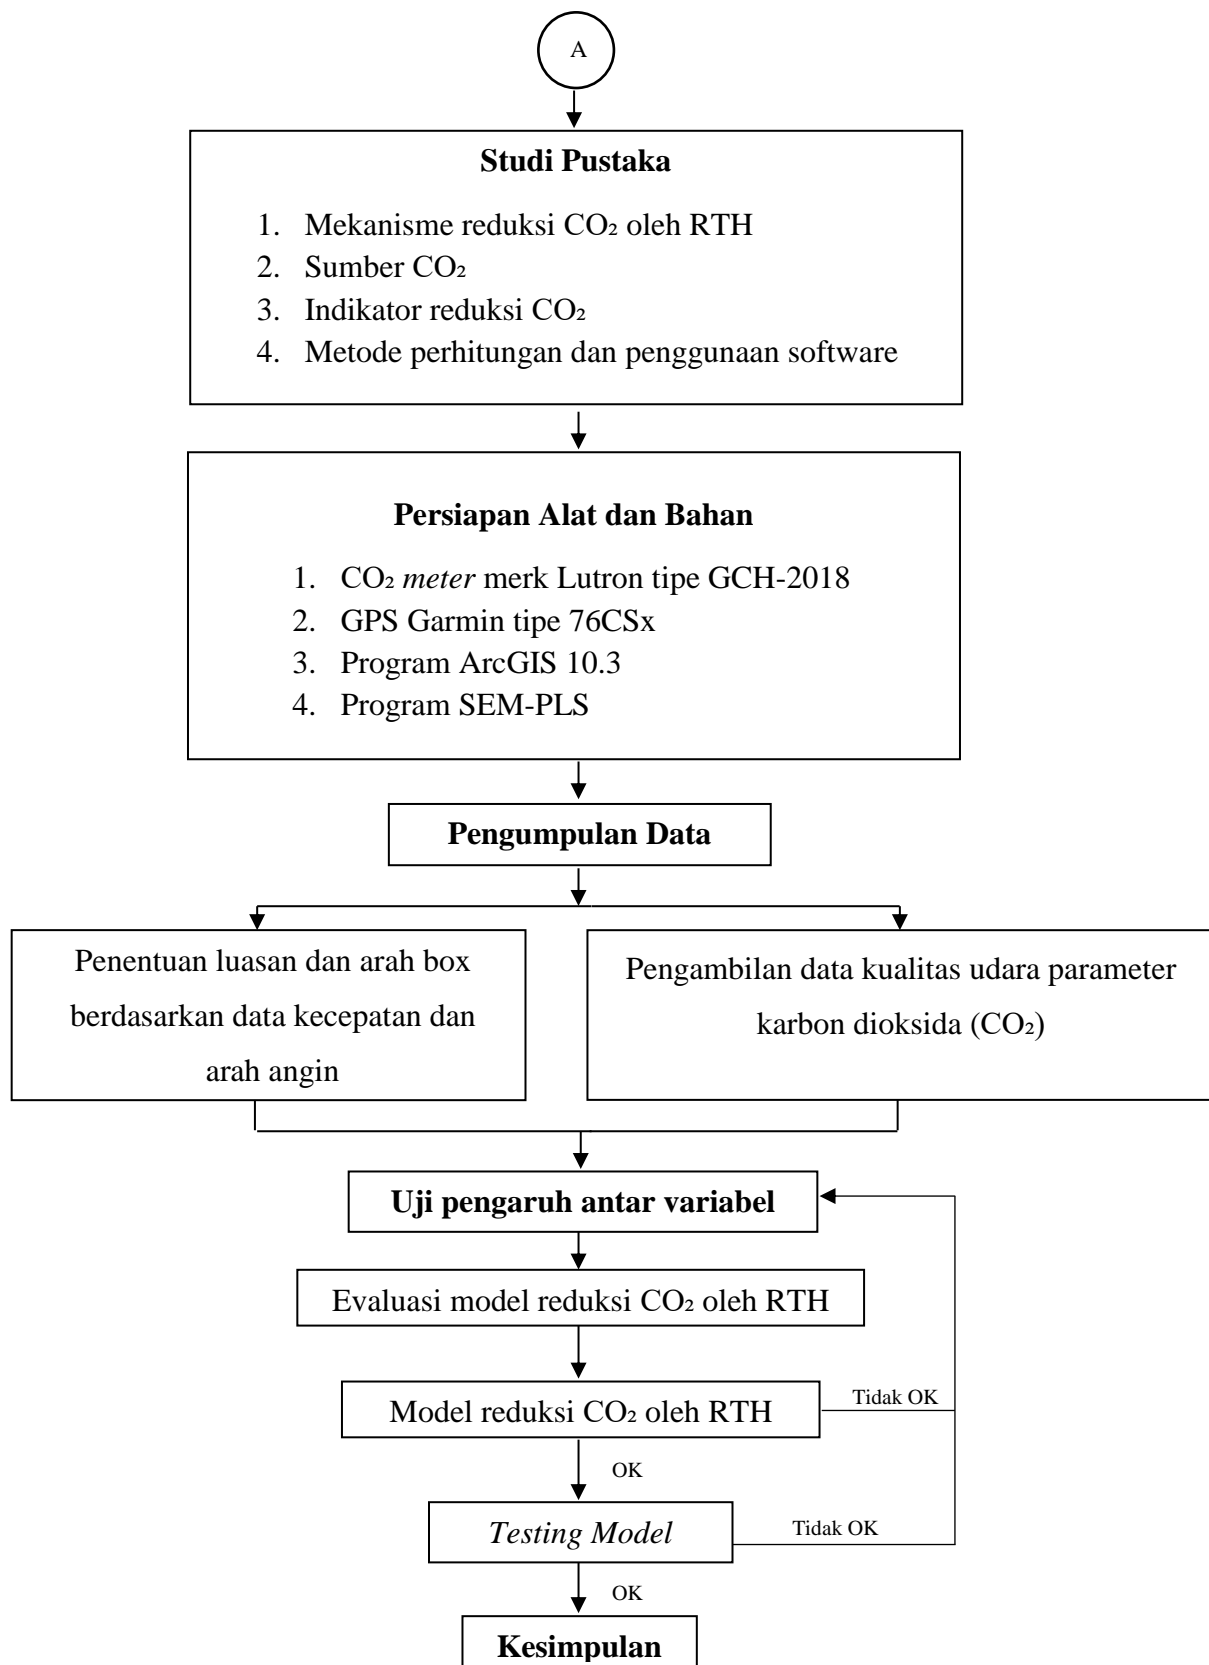 A
Studi Pustaka
1. Mekanisme reduksi CO₂ oleh RTH
2. Sumber CO₂
3. Indikator reduksi CO₂
4. Metode perhitungan dan penggunaan software
Persiapan Alat dan Bahan
1. CO₂ meter merk Lutron tipe GCH-2018
2. GPS Garmin tipe 76CSx
3. Program ArcGIS 10.3
4. Program SEM-PLS
Pengumpulan Data
Penentuan luasan dan arah box
berdasarkan data kecepatan dan
arah angin
Pengambilan data kualitas udara parameter
karbon dioksida (CO₂)
Uji pengaruh antar variabel
Evaluasi model reduksi CO₂ oleh RTH
Model reduksi CO₂ oleh RTH
Tidak OK
OK
Testing Model
Tidak OK
OK
Kesimpulan